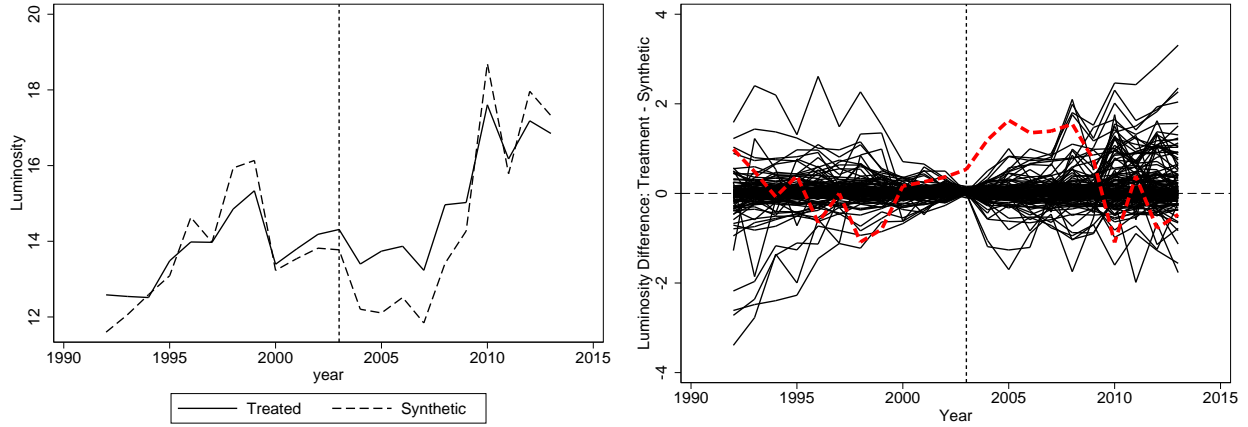 Luminosity
20
18
16
14
12
1990 1995 2000 2005 2010 2015
year
Treated Synthetic
Luminosity Difference: Treatment - Synthetic
4
2
0
-2
-4
1990 1995 2000 2005 2010 2015
Year